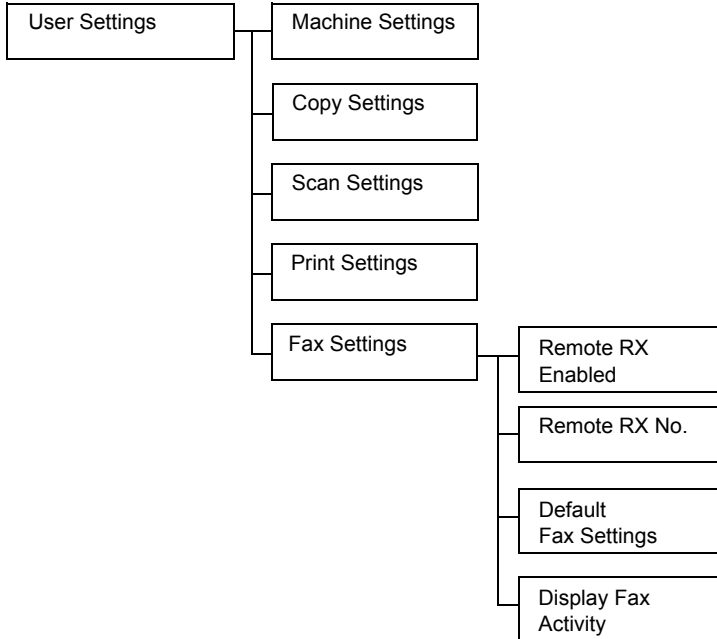 User Settings
Machine Settings
Copy Settings
Scan Settings
Print Settings
Fax Settings
Remote RX
Enabled
Remote RX No.
Default
Fax Settings
Display Fax
Activity